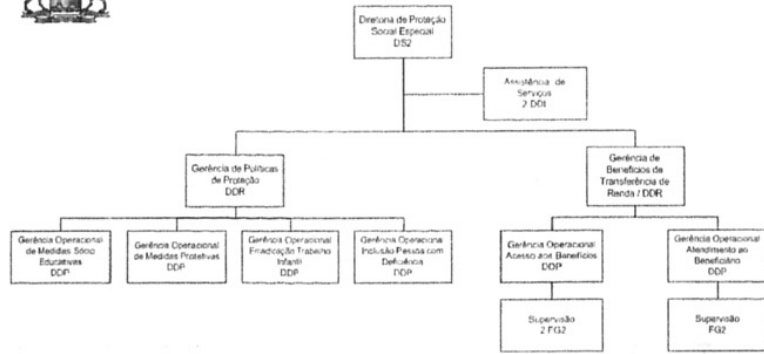 Diretoria de Proteção
Social Especial
DS2
Assistência de
Serviços
2 DDI
Gerência de Políticas
de Proteção
DDR
Gerência de
Benefícios de
Transferência de
Renda / DDR
Gerência Operacional
de Medidas Sócio
Educativas
DDP
Gerência Operacional
de Medidas Protetivas
DDP
Gerência Operacional
Erradicação Trabalho
Infantil
DDP
Gerência Operacional
Inclusão Pessoa com
Deficiência
DDP
Gerência Operacional
Acesso aos Benefícios
DDP
Gerência Operacional
Atendimento ao
Beneficiário
DDP
Supervisão
2 FG2
Supervisão
FG2